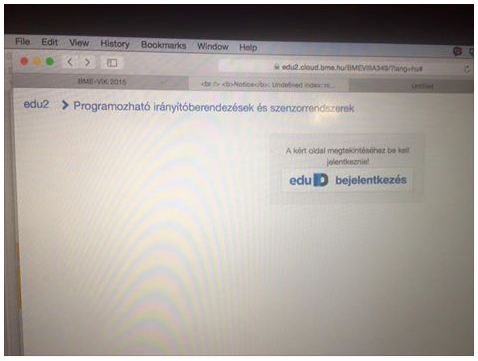 File Edit View History Bookmarks Window Help
edu2.cloud.bme.hu/BMEVIIIA349/?lang=hu#
BME-VIK 2015
<br /> <b>Notice</b>: Undefined index: ni...
Untitled
edu2 Programozható irányítóberendezések és szenzorrendszerek
A kért oldal megtekintéséhez be kell
jelentkeznie!
eduID bejelentkezés